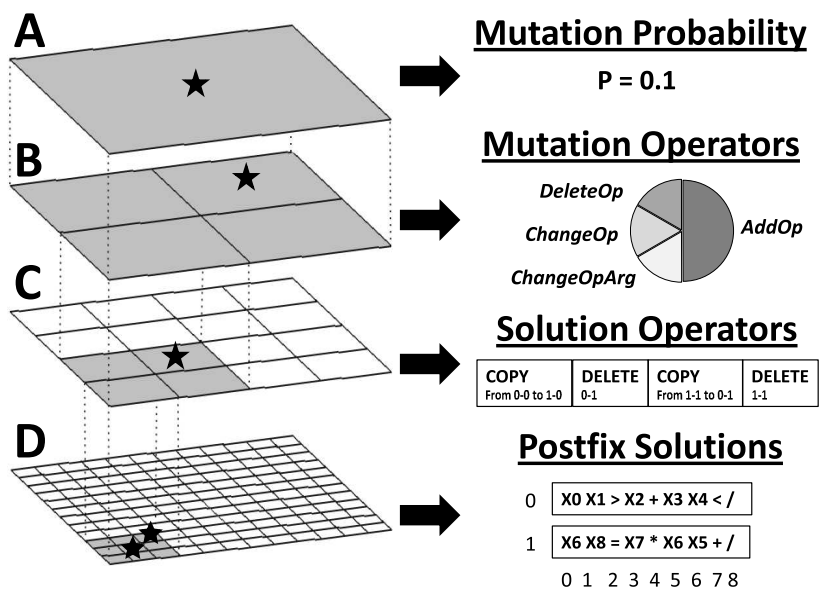 A
Mutation Probability
P = 0.1
B
Mutation Operators
DeleteOp
AddOp
ChangeOp
ChangeOpArg
C
Solution Operators
COPY DELETE COPY DELETE
From 0-0 to 1-0 0-1 From 1-1 to 0-1 1-1
D
Postfix Solutions
0 X0 X1 > X2 + X3 X4 < /
1 X6 X8 = X7 * X6 X5 + /
0 1 2 3 4 5 6 7 8